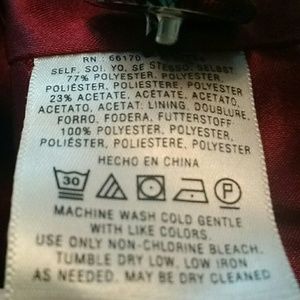 RN: 66170
SELF, SOI, YO, SE STESSO, SELBST
77% POLYESTER, POLYESTER,
POLIÉSTER, POLIESTERE, POLYESTER
23% ACETATE, ACETATE, ACETATO,
ACETATO, ACETAT: LINING, DOUBLURE,
FORRO, FODERA, FUTTERSTOFF
100% POLYESTER, POLYESTER,
POLIÉSTER, POLIESTERE, POLYESTER
HECHO EN CHINA
30
P
MACHINE WASH COLD GENTLE
WITH LIKE COLORS.
USE ONLY NON-CHLORINE BLEACH.
TUMBLE DRY LOW, LOW IRON
AS NEEDED. MAY BE DRY CLEANED